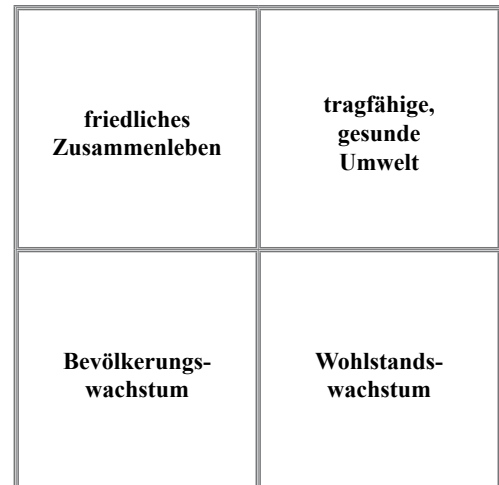 friedliches
Zusammenleben
tragfähige,
gesunde
Umwelt
Bevölkerungs-
wachstum
Wohlstands-
wachstum